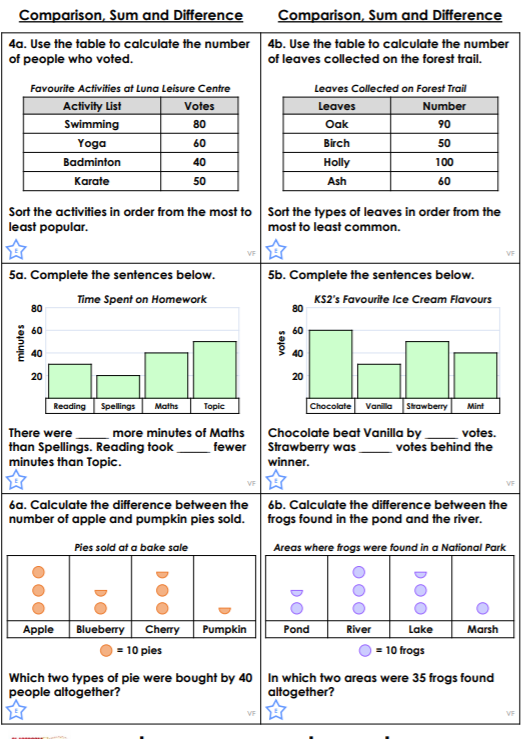 Comparison, Sum and Difference
Comparison, Sum and Difference
4a. Use the table to calculate the number
of people who voted.
Favourite Activities at Luna Leisure Centre
Activity List Votes
Swimming 80
Yoga 60
Badminton 40
Karate 50
Sort the activities in order from the most to
least popular.
E
VF
4b. Use the table to calculate the number
of leaves collected on the forest trail.
Leaves Collected on Forest Trail
Leaves Number
Oak 90
Birch 50
Holly 100
Ash 60
Sort the types of leaves in order from the
most to least common.
E
VF
5a. Complete the sentences below.
Time Spent on Homework
minutes
80
60
40
20
Reading Spellings Maths Topic
There were _____ more minutes of Maths
than Spellings. Reading took _____ fewer
minutes than Topic.
E
VF
5b. Complete the sentences below.
KS2's Favourite Ice Cream Flavours
votes
80
60
40
20
Chocolate Vanilla Strawberry Mint
Chocolate beat Vanilla by _____ votes.
Strawberry was _____ votes behind the
winner.
E
VF
6a. Calculate the difference between the
number of apple and pumpkin pies sold.
Pies sold at a bake sale
Apple Blueberry Cherry Pumpkin
= 10 pies
Which two types of pie were bought by 40
people altogether?
E
VF
6b. Calculate the difference between the
frogs found in the pond and the river.
Areas where frogs were found in a National Park
Pond River Lake Marsh
= 10 frogs
In which two areas were 35 frogs found
altogether?
E
VF